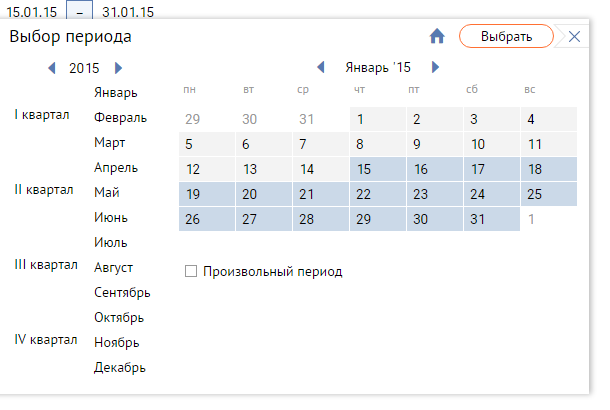 15.01.15 – 31.01.15
Выбор периода
Выбрать
2015
Январь
I квартал
Февраль
Март
Апрель
II квартал
Май
Июнь
Июль
III квартал
Август
Сентябрь
Октябрь
IV квартал
Ноябрь
Декабрь
Январь '15
пн вт ср чт пт сб вс
29 30 31 1 2 3 4
5 6 7 8 9 10 11
12 13 14 15 16 17 18
19 20 21 22 23 24 25
26 27 28 29 30 31 1
Произвольный период